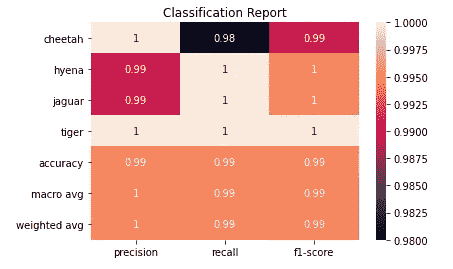 Classification Report
cheetah 1 0.98 0.99
hyena 0.99 1 1
jaguar 0.99 1 1
tiger 1 1 1
accuracy 0.99 0.99 0.99
macro avg 1 0.99 0.99
weighted avg 1 0.99 0.99
precision recall f1-score
1.0000
0.9975
0.9950
0.9925
0.9900
0.9875
0.9850
0.9825
0.9800